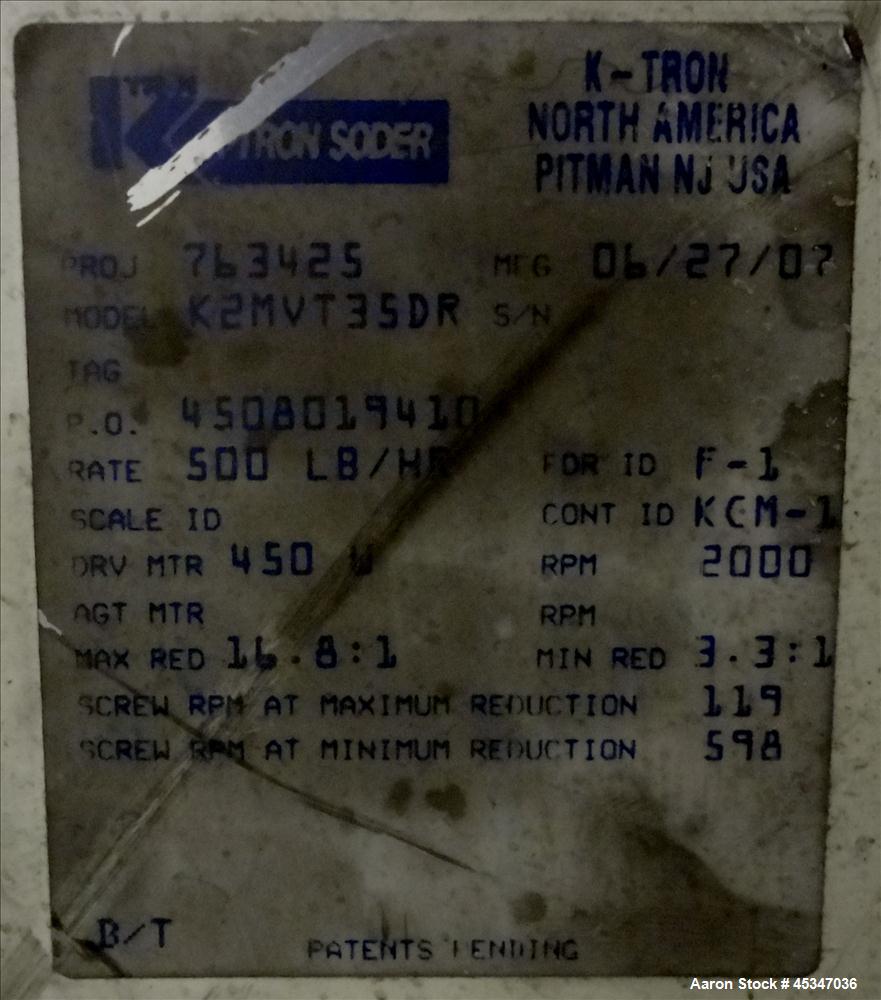 K-TRON SODER
K-TRON
NORTH AMERICA
PITMAN NJ USA
PROJ 763425 MFG 06/27/07
MODEL K2MVT35DR S/N
TAG
P.O. 4508019410
RATE 500 LB/HR FDR ID F-1
SCALE ID CONT ID KCM-1
DRV MTR 450 W RPM 2000
AGT MTR RPM
MAX RED 16.8:1 MIN RED 3.3:1
SCREW RPM AT MAXIMUM REDUCTION 119
SCREW RPM AT MINIMUM REDUCTION 598
B/T
PATENTS PENDING
Aaron Stock # 45347036